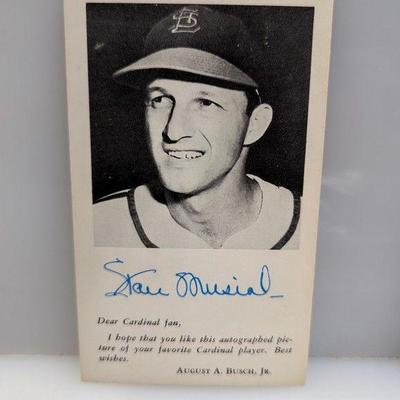 STL
Stan Musial
Dear Cardinal fan,
I hope that you like this autographed pic-
ture of your favorite Cardinal player. Best
wishes.
AUGUST A. BUSCH, JR.